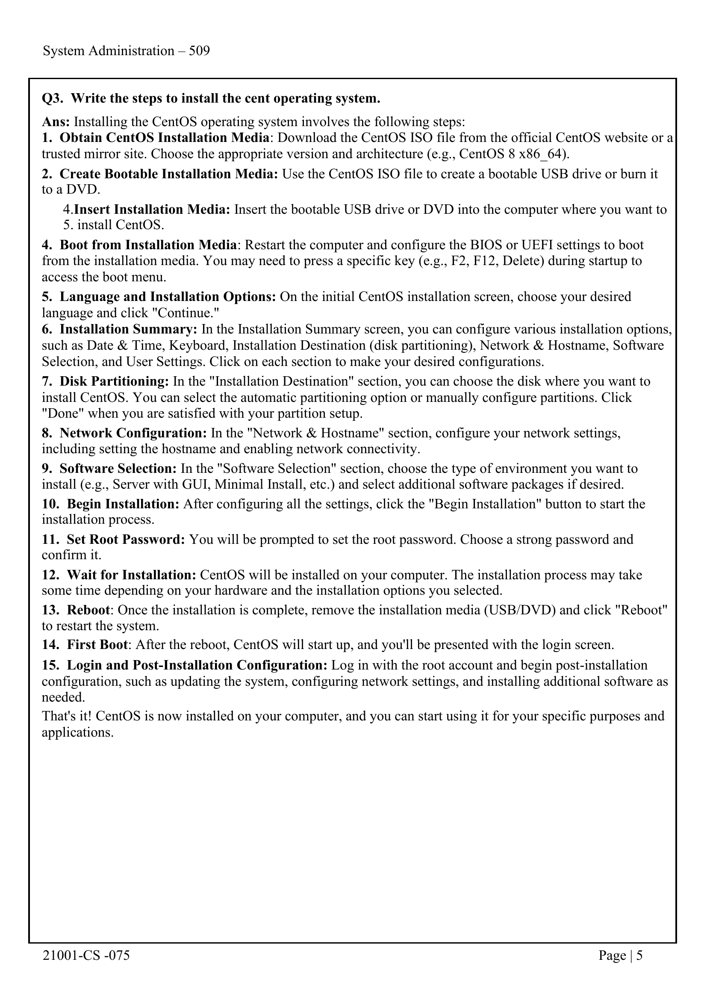 System Administration – 509
Q3.  Write the steps to install the cent operating system.
Ans: Installing the CentOS operating system involves the following steps:
1.  Obtain CentOS Installation Media: Download the CentOS ISO file from the official CentOS website or a
trusted mirror site. Choose the appropriate version and architecture (e.g., CentOS 8 x86_64).
2.  Create Bootable Installation Media: Use the CentOS ISO file to create a bootable USB drive or burn it
to a DVD.
4.Insert Installation Media: Insert the bootable USB drive or DVD into the computer where you want to
5. install CentOS.
4.  Boot from Installation Media: Restart the computer and configure the BIOS or UEFI settings to boot
from the installation media. You may need to press a specific key (e.g., F2, F12, Delete) during startup to
access the boot menu.
5.  Language and Installation Options: On the initial CentOS installation screen, choose your desired
language and click "Continue."
6.  Installation Summary: In the Installation Summary screen, you can configure various installation options,
such as Date & Time, Keyboard, Installation Destination (disk partitioning), Network & Hostname, Software
Selection, and User Settings. Click on each section to make your desired configurations.
7.  Disk Partitioning: In the "Installation Destination" section, you can choose the disk where you want to
install CentOS. You can select the automatic partitioning option or manually configure partitions. Click
"Done" when you are satisfied with your partition setup.
8.  Network Configuration: In the "Network & Hostname" section, configure your network settings,
including setting the hostname and enabling network connectivity.
9.  Software Selection: In the "Software Selection" section, choose the type of environment you want to
install (e.g., Server with GUI, Minimal Install, etc.) and select additional software packages if desired.
10.  Begin Installation: After configuring all the settings, click the "Begin Installation" button to start the
installation process.
11.  Set Root Password: You will be prompted to set the root password. Choose a strong password and
confirm it.
12.  Wait for Installation: CentOS will be installed on your computer. The installation process may take
some time depending on your hardware and the installation options you selected.
13.  Reboot: Once the installation is complete, remove the installation media (USB/DVD) and click "Reboot"
to restart the system.
14.  First Boot: After the reboot, CentOS will start up, and you'll be presented with the login screen.
15.  Login and Post-Installation Configuration: Log in with the root account and begin post-installation
configuration, such as updating the system, configuring network settings, and installing additional software as
needed.
That's it! CentOS is now installed on your computer, and you can start using it for your specific purposes and
applications.
21001-CS -075
Page | 5